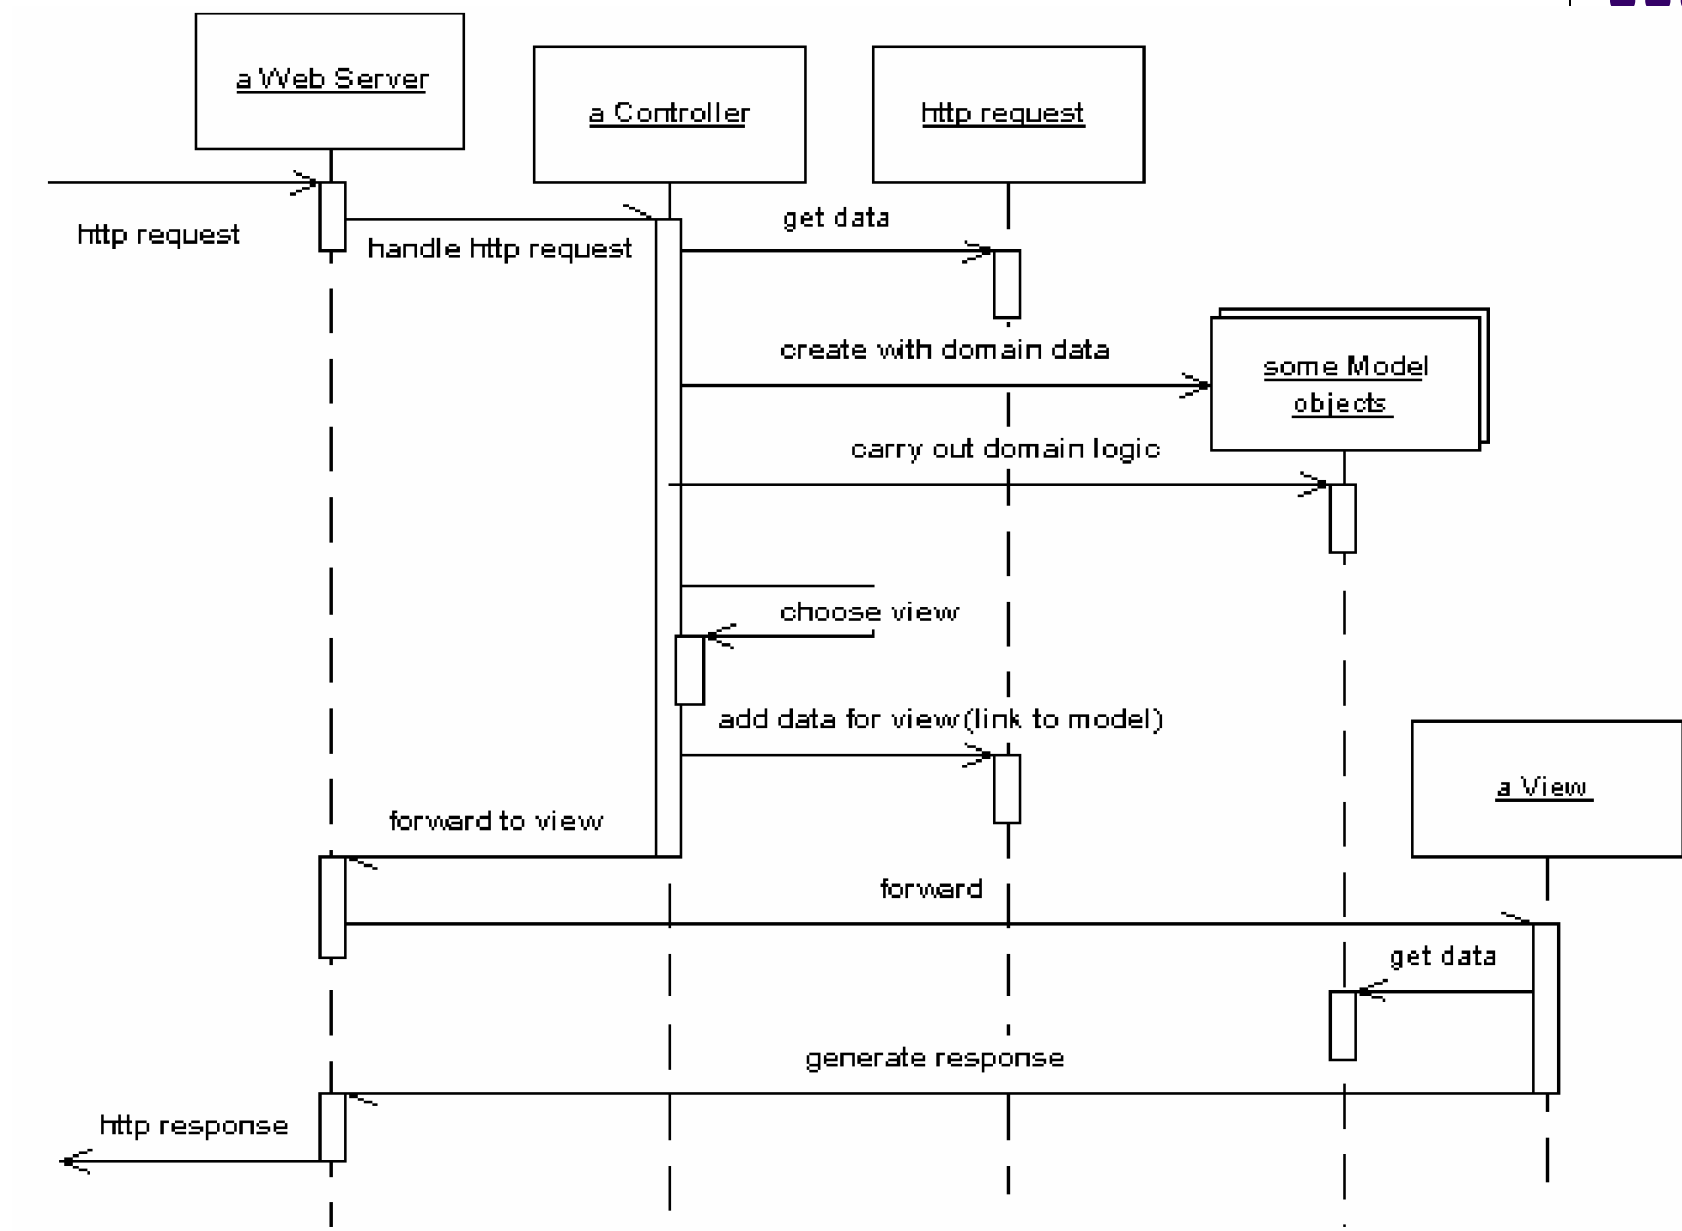 a Web Server
a Controller
http request
get data
http request
handle http request
create with domain data
some Model
objects
carry out domain logic
choose view
add data for view(link to model)
a View
forward to view
forward
get data
generate response
http response